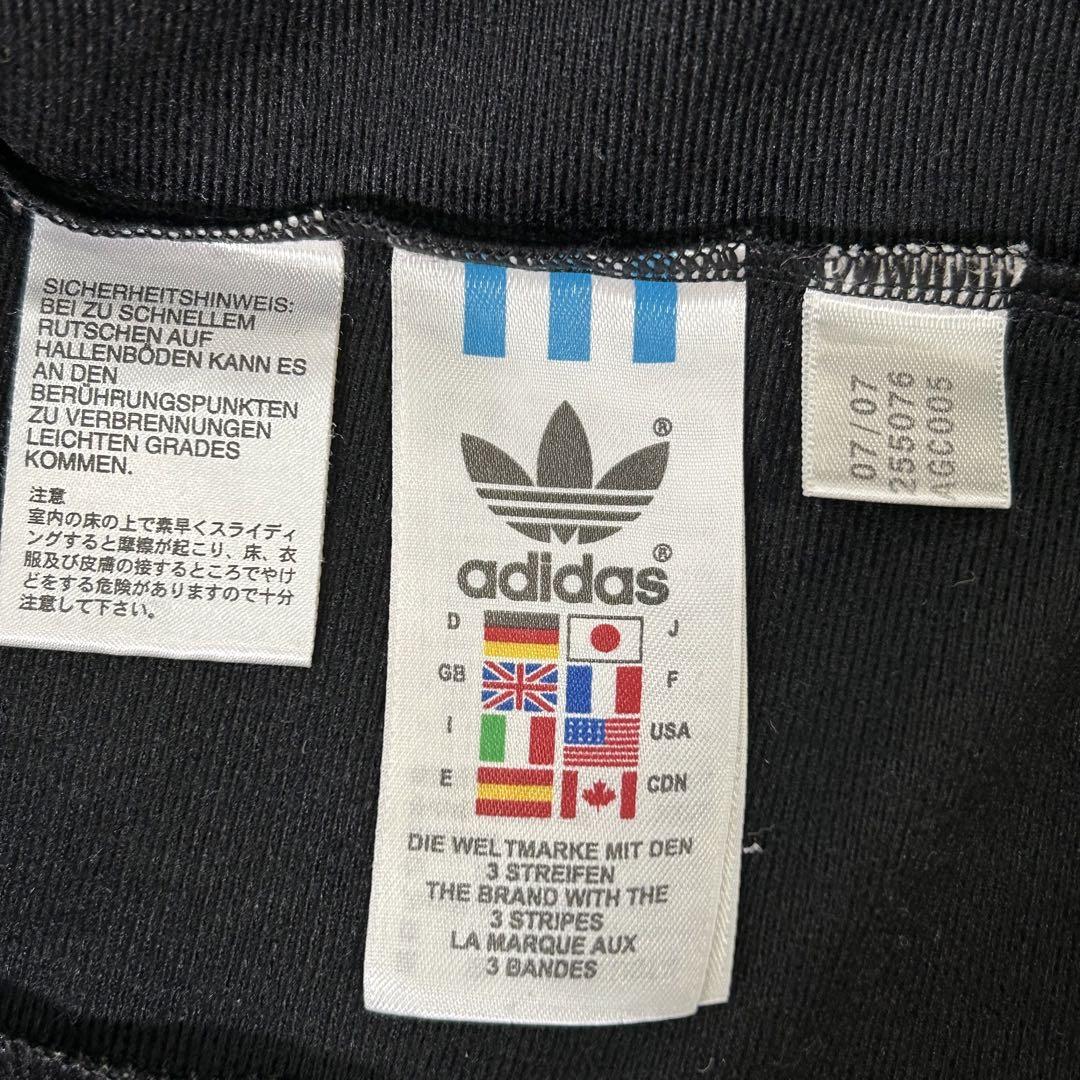 SICHERHEITSHINWEIS:
BEI ZU SCHNELLEM
RUTSCHEN AUF
HALLENBÖDEN KANN ES
AN DEN
BERÜHRUNGSPUNKTEN
ZU VERBRENNUNGEN
LEICHTEN GRADES
KOMMEN.
注意
室内の床の上で素早くスライディ
ングすると摩擦が起こり、床、衣
服及び皮膚の接するところでやけ
どをする危険がありますので十分
注意して下さい。
®
adidas®
D J
GB F
I USA
E CDN
DIE WELTMARKE MIT DEN
3 STREIFEN
THE BRAND WITH THE
3 STRIPES
LA MARQUE AUX
3 BANDES
07/07
255076
AGC005